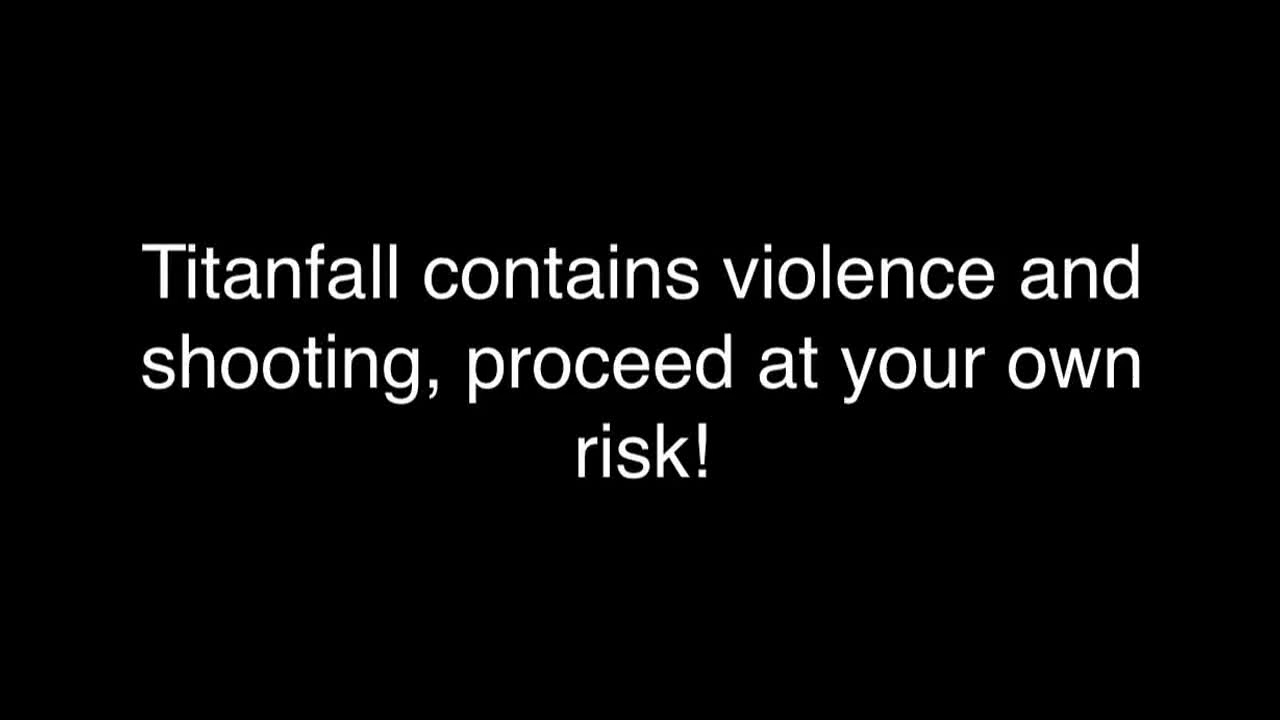 Titanfall contains violence and
shooting, proceed at your own
risk!